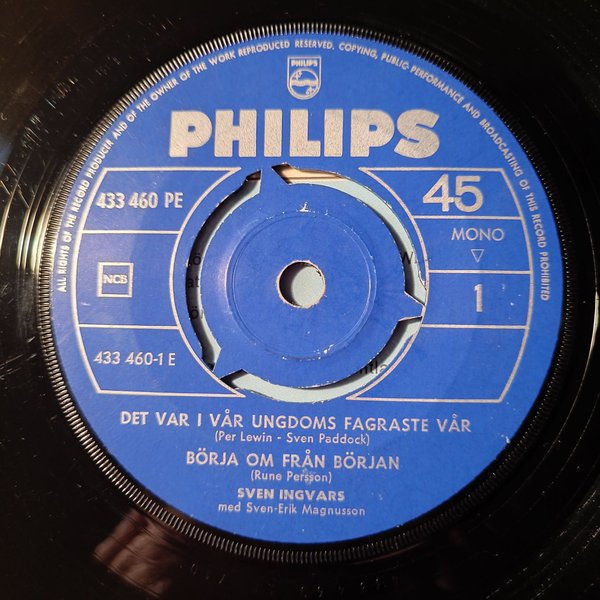 ALL RIGHTS OF THE RECORD PRODUCER AND OF THE OWNER OF THE WORK REPRODUCED RESERVED. COPYING, PUBLIC PERFORMANCE AND BROADCASTING OF THIS RECORD PROHIBITED
PHILIPS
PHILIPS
433 460 PE
45
MONO
NCB
1
433 460-1 E
DET VAR I VÅR UNGDOMS FAGRASTE VÅR
(Per Lewin - Sven Paddock)
BÖRJA OM FRÅN BÖRJAN
(Rune Persson)
SVEN INGVARS
med Sven-Erik Magnusson